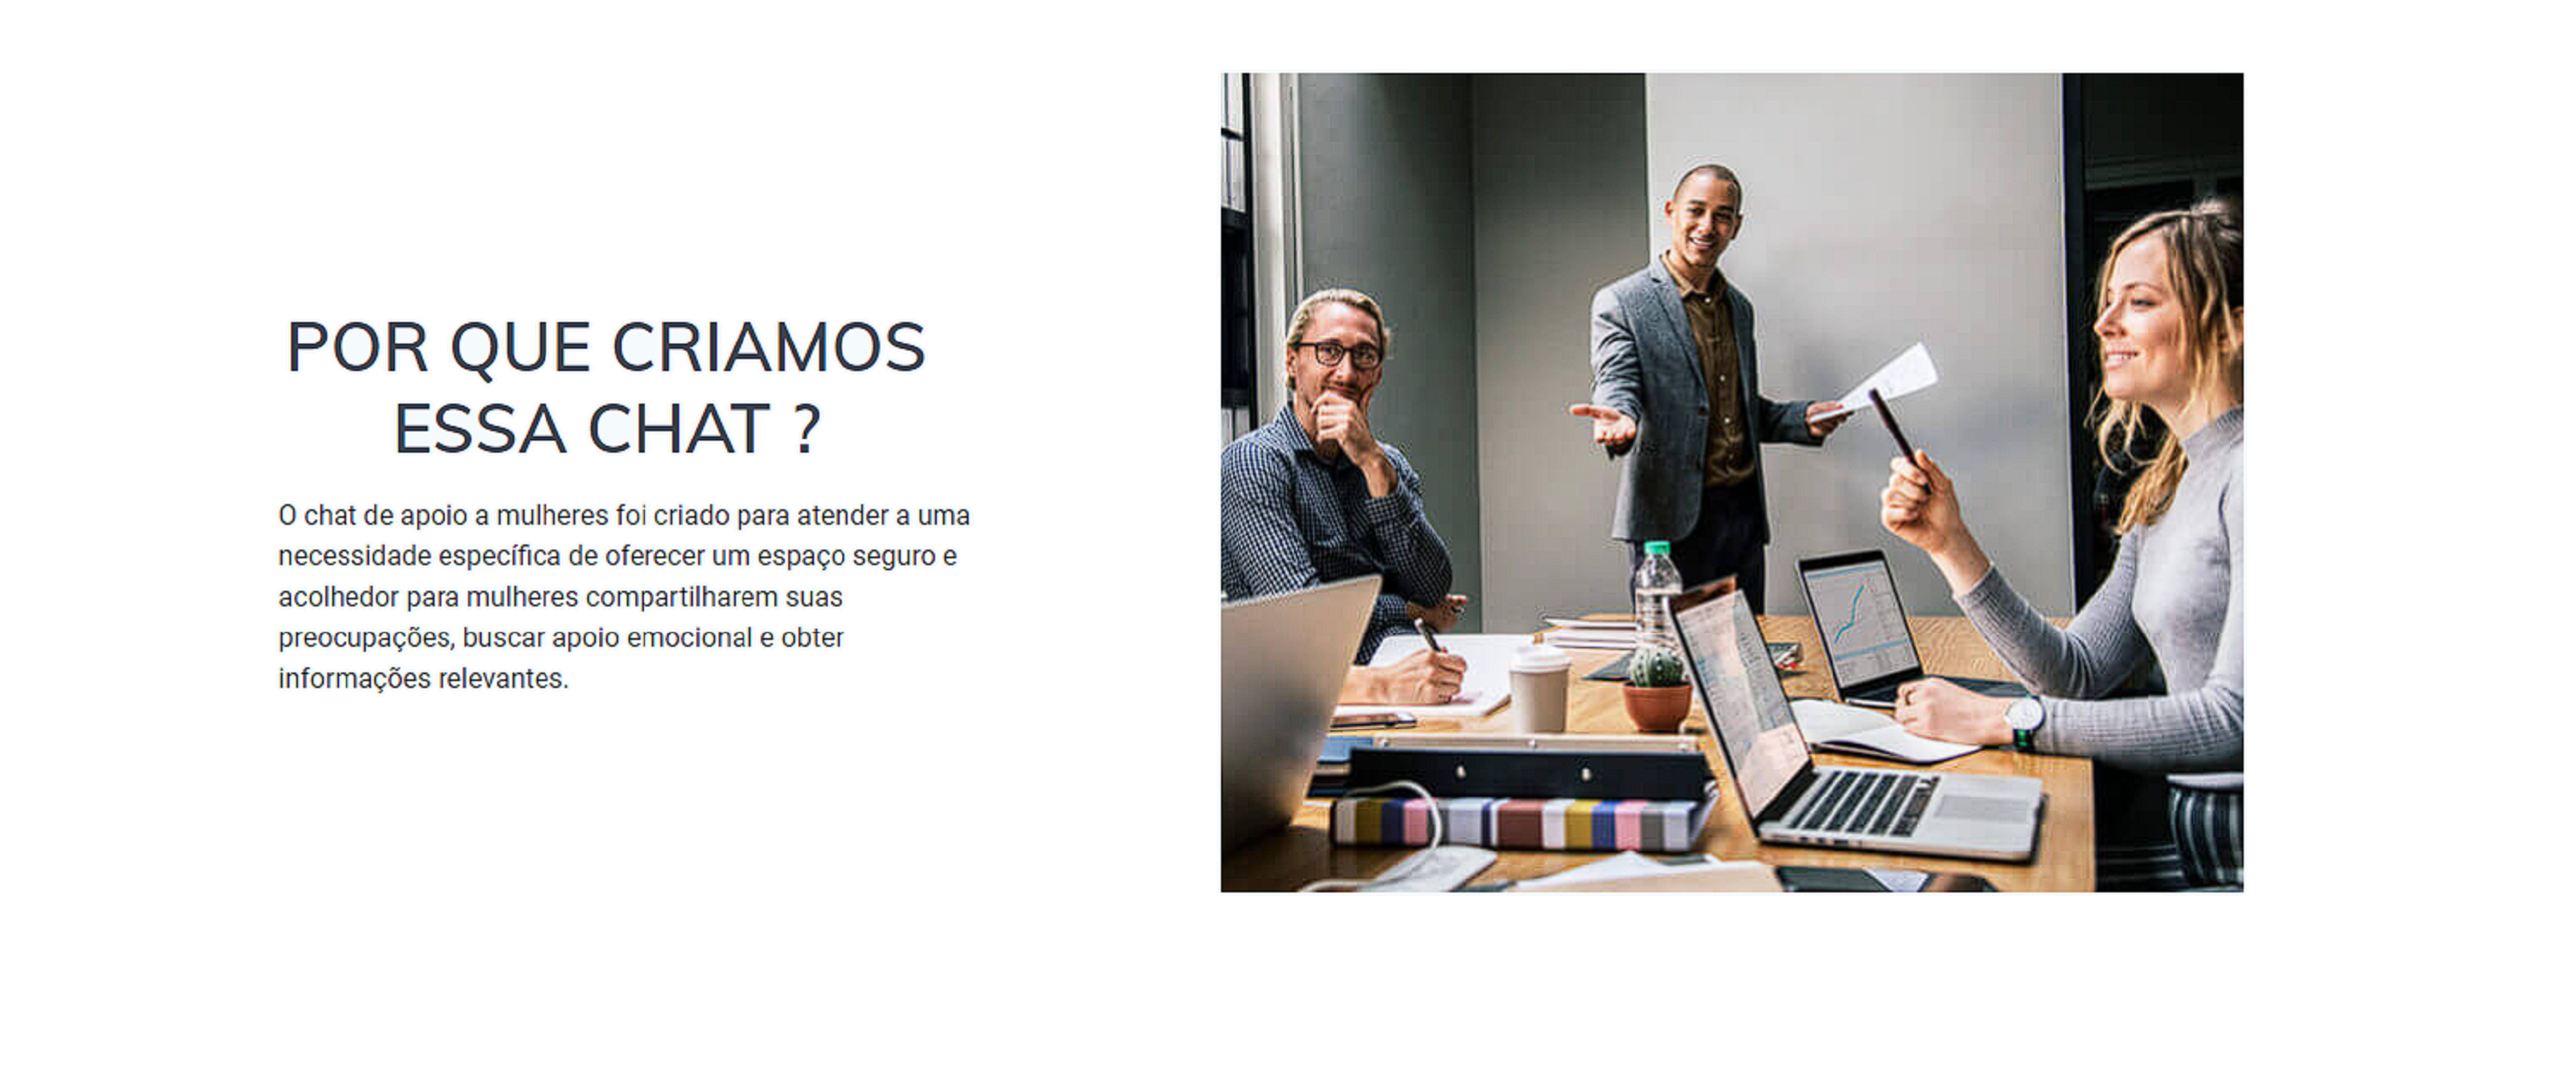 POR QUE CRIAMOS
ESSA CHAT ?
O chat de apoio a mulheres foi criado para atender a uma
necessidade específica de oferecer um espaço seguro e
acolhedor para mulheres compartilharem suas
preocupações, buscar apoio emocional e obter
informações relevantes.